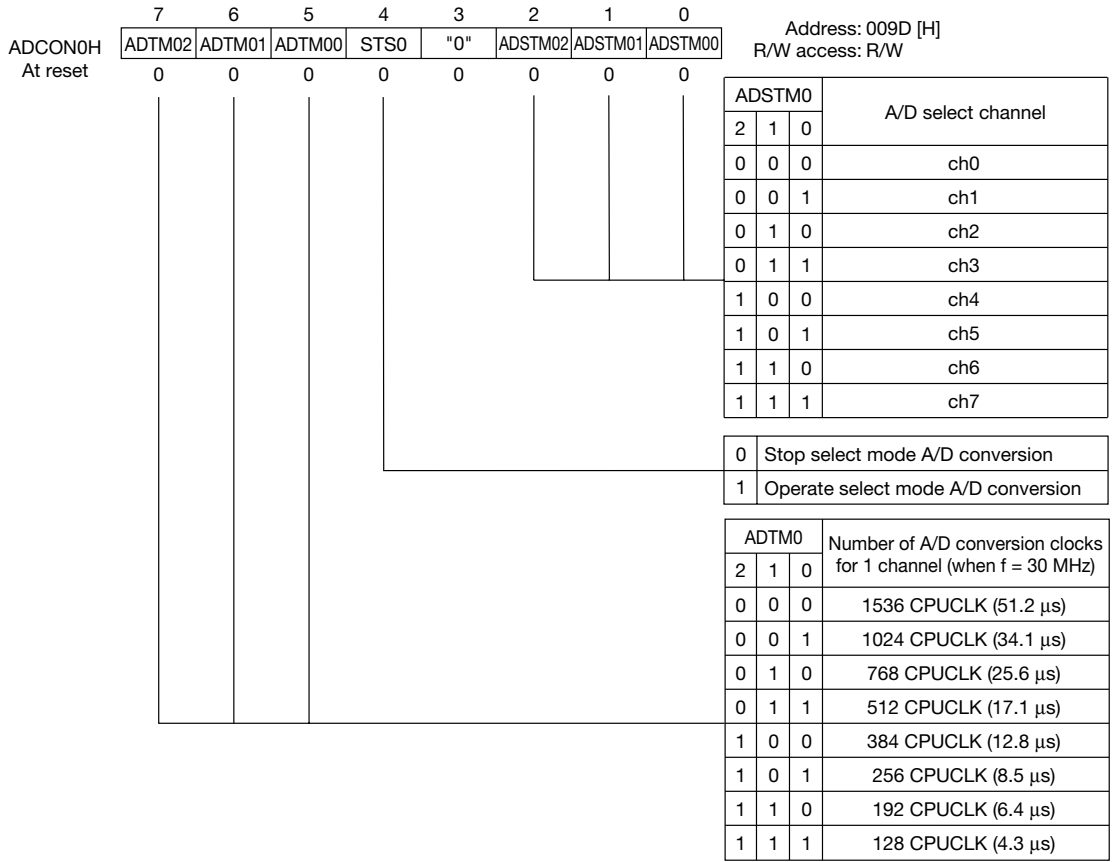 7 6 5 4 3 2 1 0
Address: 009D [H]
ADCON0H ADTM02 ADTM01 ADTM00 STS0 "0" ADSTM02 ADSTM01 ADSTM00
R/W access: R/W
At reset 0 0 0 0 0 0 0 0
ADSTM0 A/D select channel
2 1 0
0 0 0 ch0
0 0 1 ch1
0 1 0 ch2
0 1 1 ch3
1 0 0 ch4
1 0 1 ch5
1 1 0 ch6
1 1 1 ch7
0 Stop select mode A/D conversion
1 Operate select mode A/D conversion
ADTM0 Number of A/D conversion clocks
2 1 0 for 1 channel (when f = 30 MHz)
0 0 0 1536 CPUCLK (51.2 µs)
0 0 1 1024 CPUCLK (34.1 µs)
0 1 0 768 CPUCLK (25.6 µs)
0 1 1 512 CPUCLK (17.1 µs)
1 0 0 384 CPUCLK (12.8 µs)
1 0 1 256 CPUCLK (8.5 µs)
1 1 0 192 CPUCLK (6.4 µs)
1 1 1 128 CPUCLK (4.3 µs)